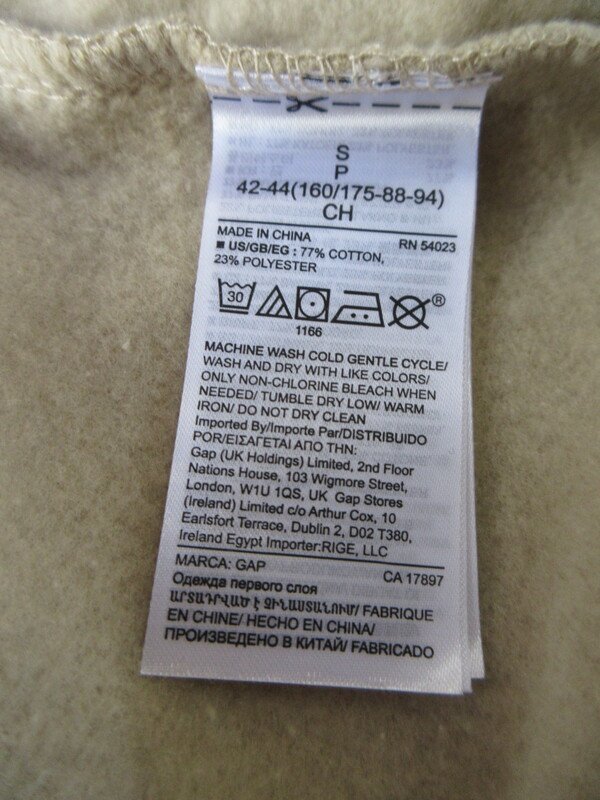 S
P
42-44(160/175-88-94)
CH
MADE IN CHINA RN 54023
■ US/GB/EG : 77% COTTON,
23% POLYESTER
30 ®
1166
MACHINE WASH COLD GENTLE CYCLE/
WASH AND DRY WITH LIKE COLORS/
ONLY NON-CHLORINE BLEACH WHEN
NEEDED/ TUMBLE DRY LOW/ WARM
IRON/ DO NOT DRY CLEAN
Imported By/Importe Par/DISTRIBUIDO
POR/ΕΙΣΑΓΕΤΑΙ ΑΠΟ ΤΗΝ:
Gap (UK Holdings) Limited, 2nd Floor
Nations House, 103 Wigmore Street,
London, W1U 1QS, UK Gap Stores
(Ireland) Limited c/o Arthur Cox, 10
Earlsfort Terrace, Dublin 2, D02 T380,
Ireland Egypt Importer:RIGE, LLC
MARCA: GAP CA 17897
Одежда первого слоя
ԱՐՏԱԴՐՎԱԾ Է ՉԻՆԱՍՏԱՆՈՒՄ/ FABRIQUE
EN CHINE/ HECHO EN CHINA/
ПРОИЗВЕДЕНО В КИТАЙ/ FABRICADO